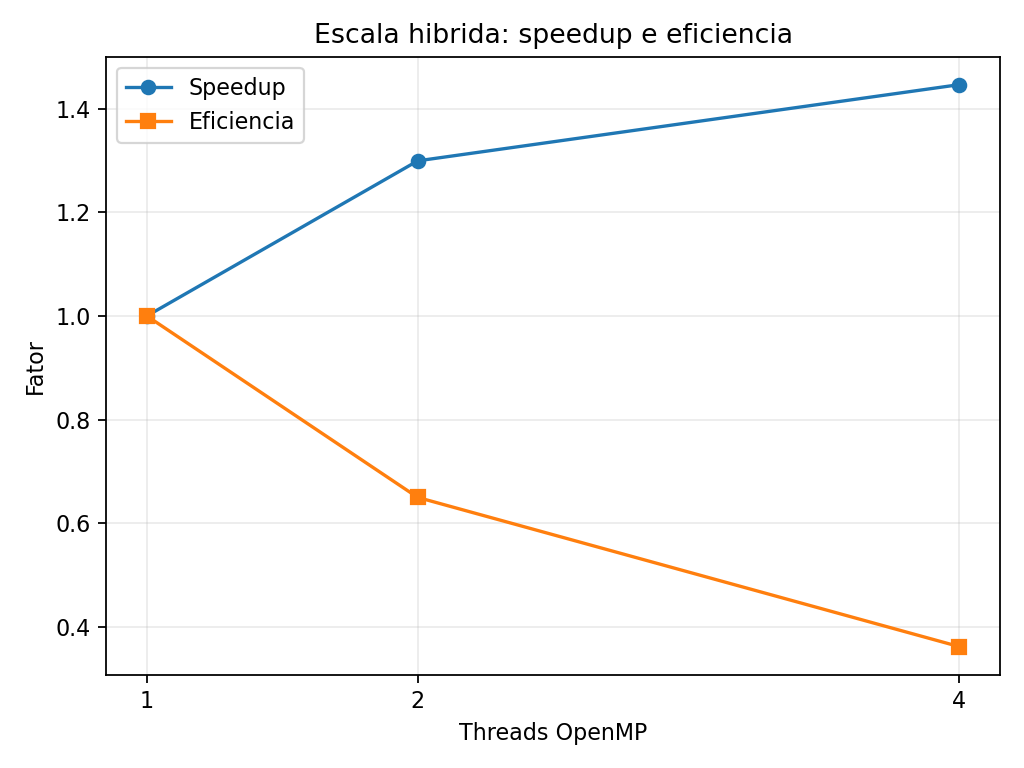 Escala hibrida: speedup e eficiencia
Speedup
Eficiencia
1.4
1.2
1.0
0.8
0.6
0.4
Fator
1 2 4
Threads OpenMP